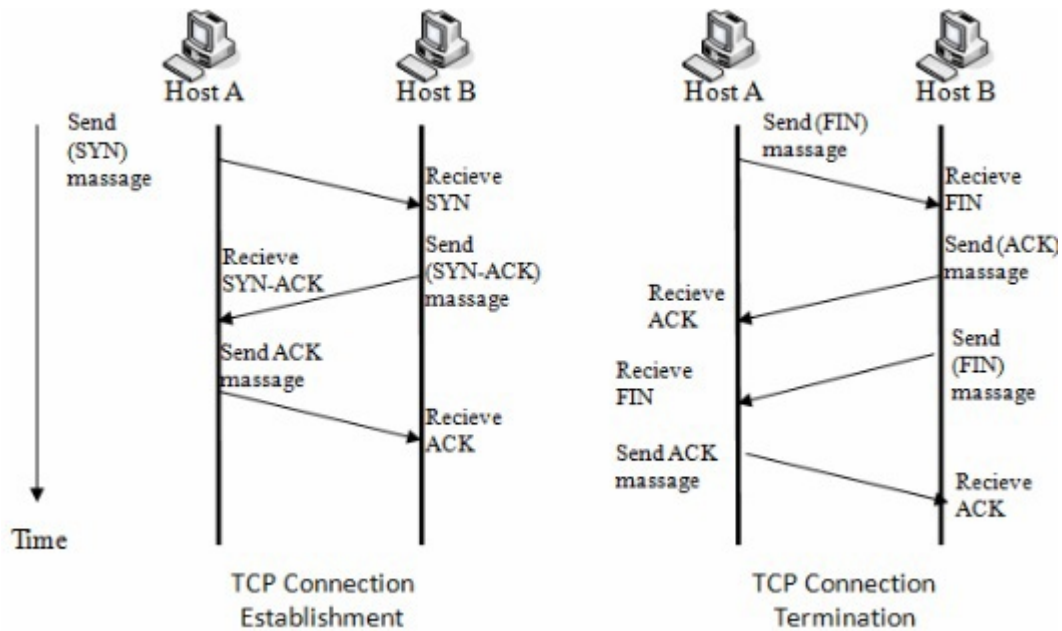 Host A
Host B
Send
(SYN)
massage
Recieve
SYN
Send
(SYN-ACK)
massage
Recieve
SYN-ACK
Send ACK
massage
Recieve
ACK
Time
TCP Connection
Establishment
Host A
Host B
Send (FIN)
massage
Recieve
FIN
Send (ACK)
massage
Recieve
ACK
Send
(FIN)
massage
Recieve
FIN
Send ACK
massage
Recieve
ACK
TCP Connection
Termination